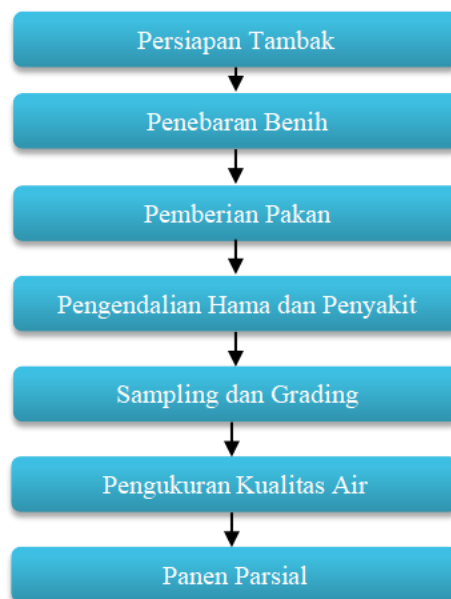 Persiapan Tambak
Penebaran Benih
Pemberian Pakan
Pengendalian Hama dan Penyakit
Sampling dan Grading
Pengukuran Kualitas Air
Panen Parsial